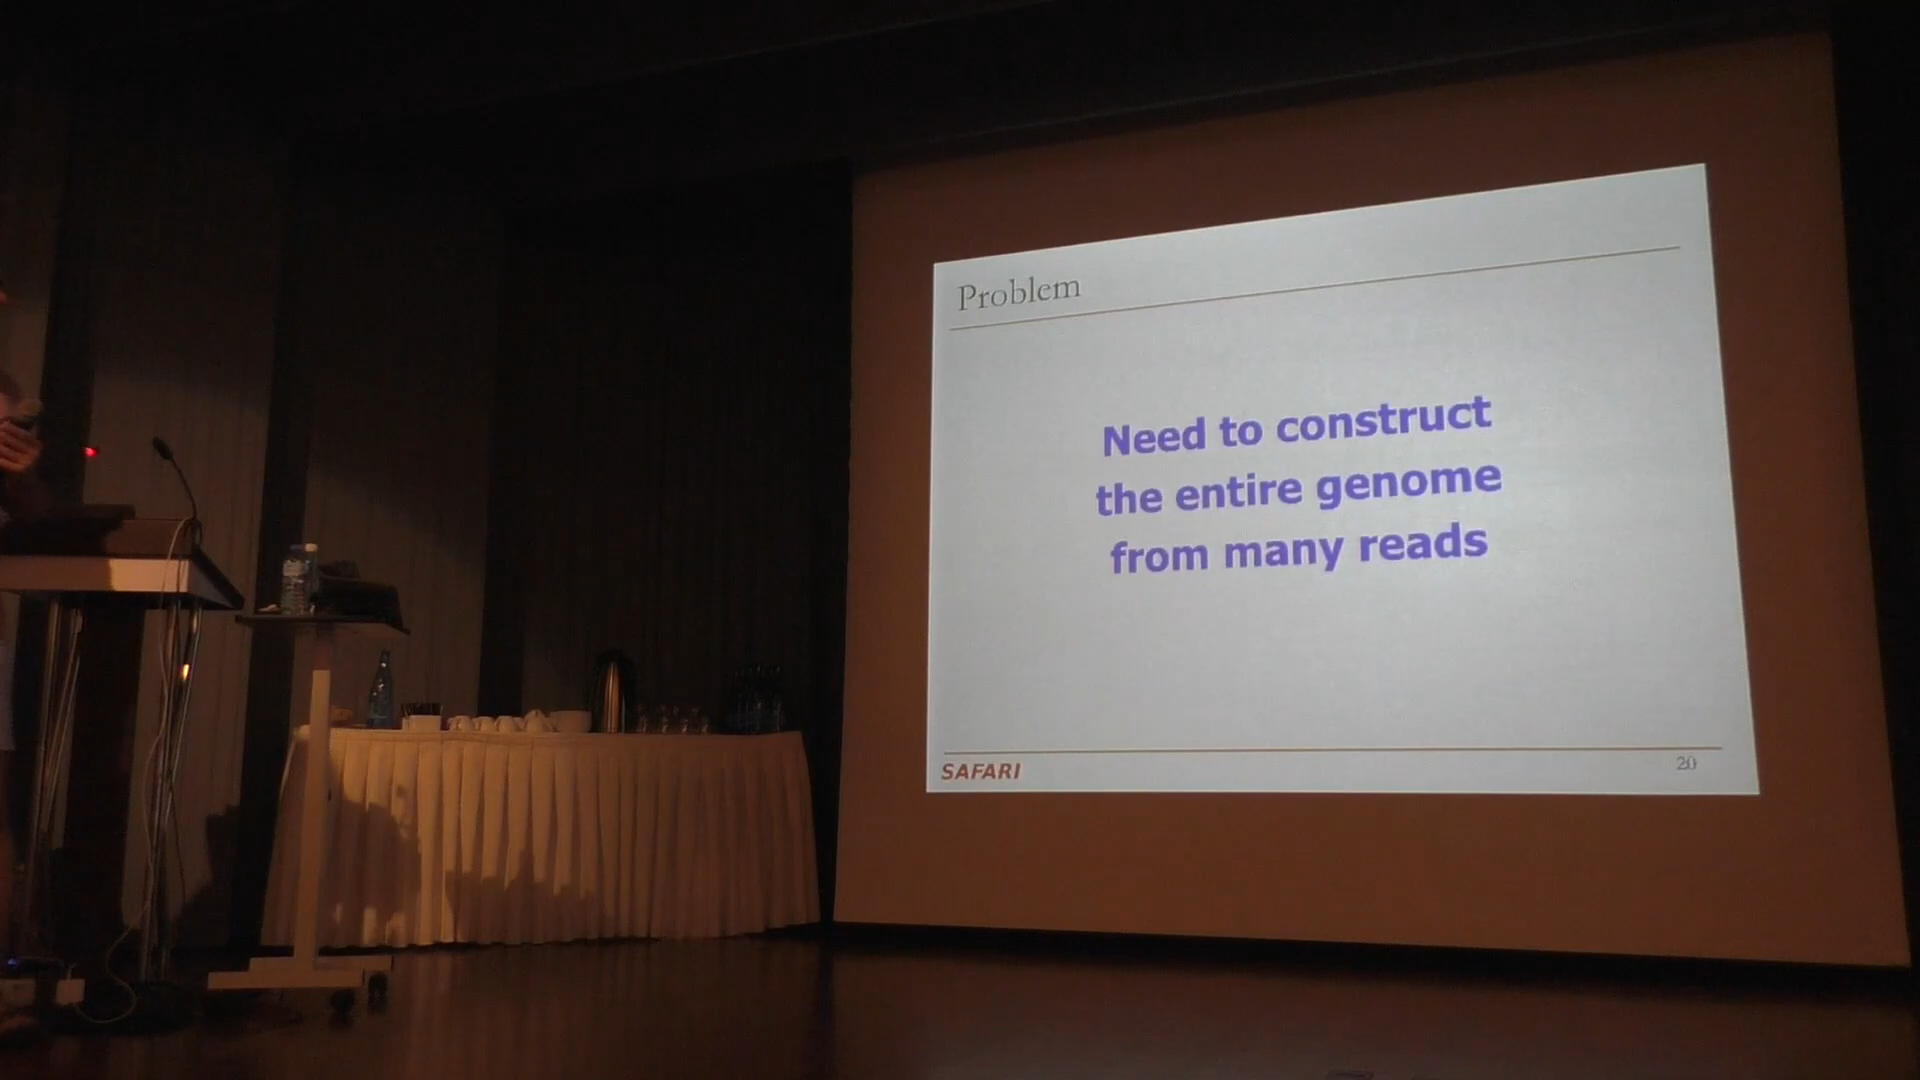 Problem
Need to construct
the entire genome
from many reads
SAFARI
20